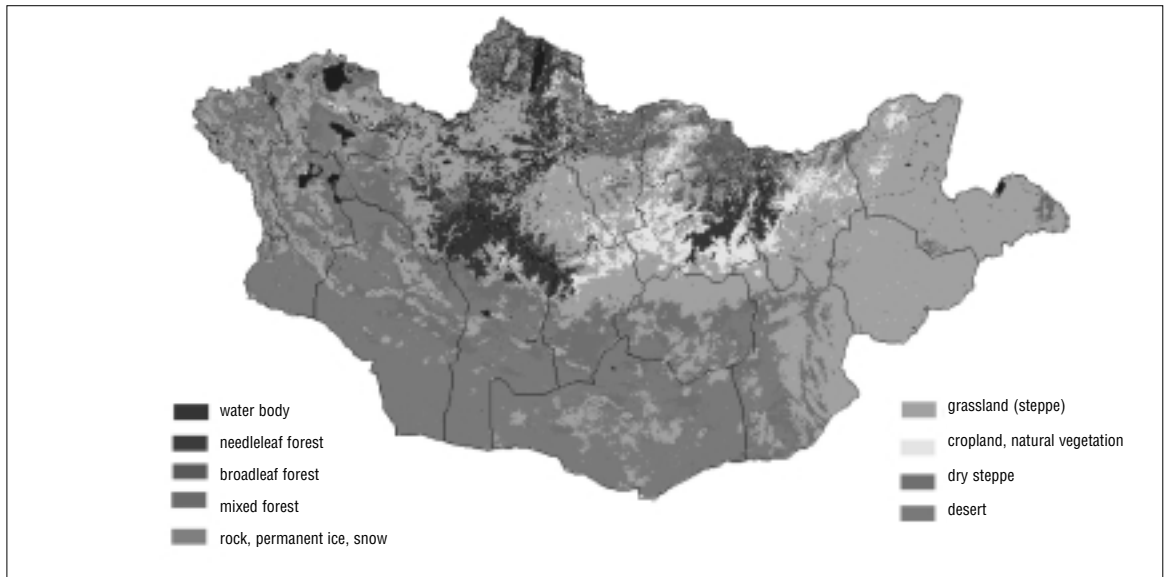 water body
needleleaf forest
broadleaf forest
mixed forest
rock, permanent ice, snow
grassland (steppe)
cropland, natural vegetation
dry steppe
desert